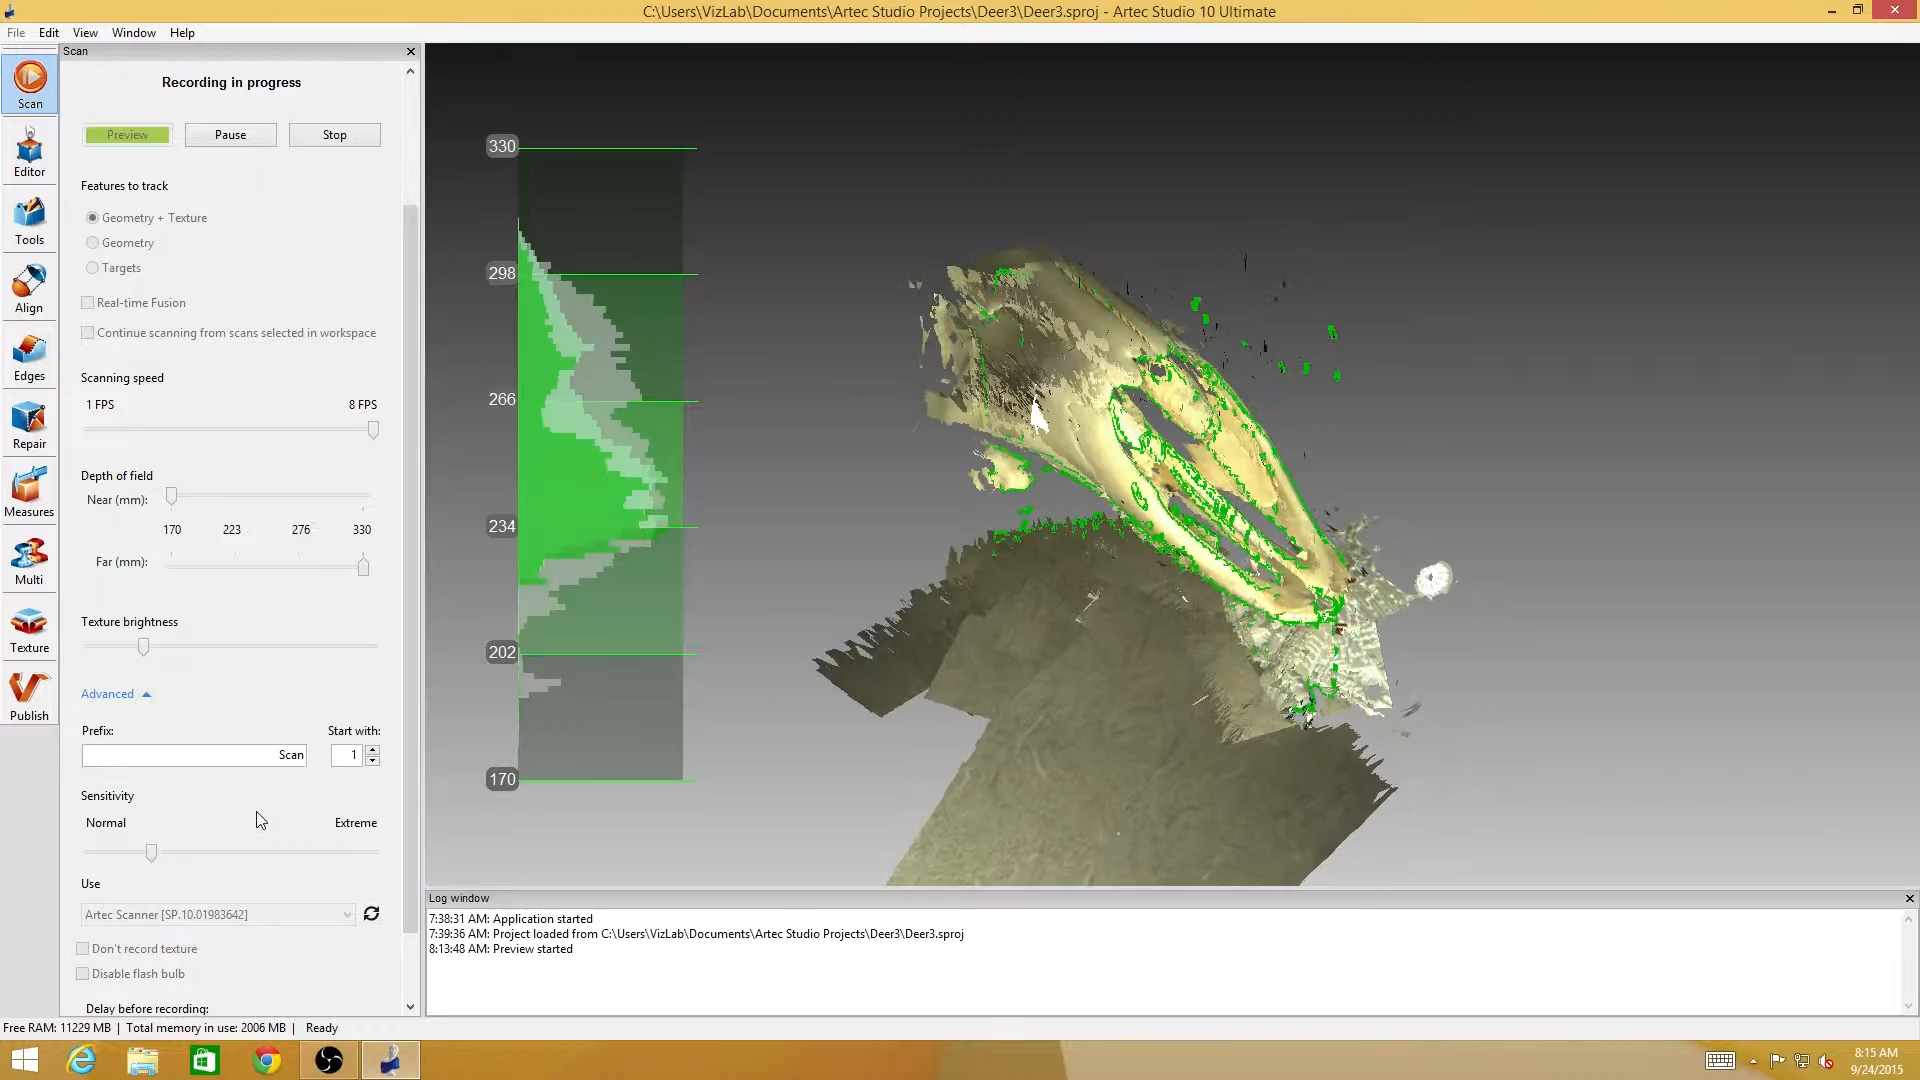 C:\Users\VizLab\Documents\Artec Studio Projects\Deer3\Deer3.sproj - Artec Studio 10 Ultimate
File Edit View Window Help
Scan
Recording in progress
Preview Pause Stop
Features to track
Geometry + Texture
Geometry
Targets
Real-time Fusion
Continue scanning from scans selected in workspace
Scanning speed
1 FPS 8 FPS
Depth of field
Near (mm):
170 223 276 330
Far (mm):
Texture brightness
Advanced
Prefix: Start with:
Scan 1
Sensitivity
Normal Extreme
Use
Artec Scanner [SP.10.01983642]
Don't record texture
Disable flash bulb
Delay before recording:
Scan
Editor
Tools
Align
Edges
Repair
Measures
Multi
Texture
Publish
330
298
266
234
202
170
Log window
7:38:31 AM: Application started
7:39:36 AM: Project loaded from C:\Users\VizLab\Documents\Artec Studio Projects\Deer3\Deer3.sproj
8:13:48 AM: Preview started
Free RAM: 11229 MB | Total memory in use: 2006 MB | Ready
8:15 AM
9/24/2015